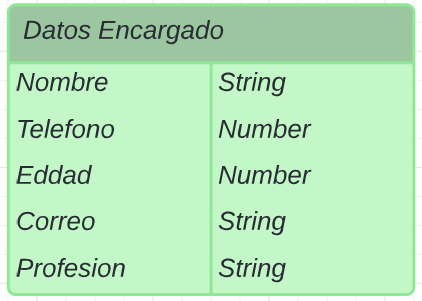 Datos Encargado
Nombre String
Telefono Number
Eddad Number
Correo String
Profesion String